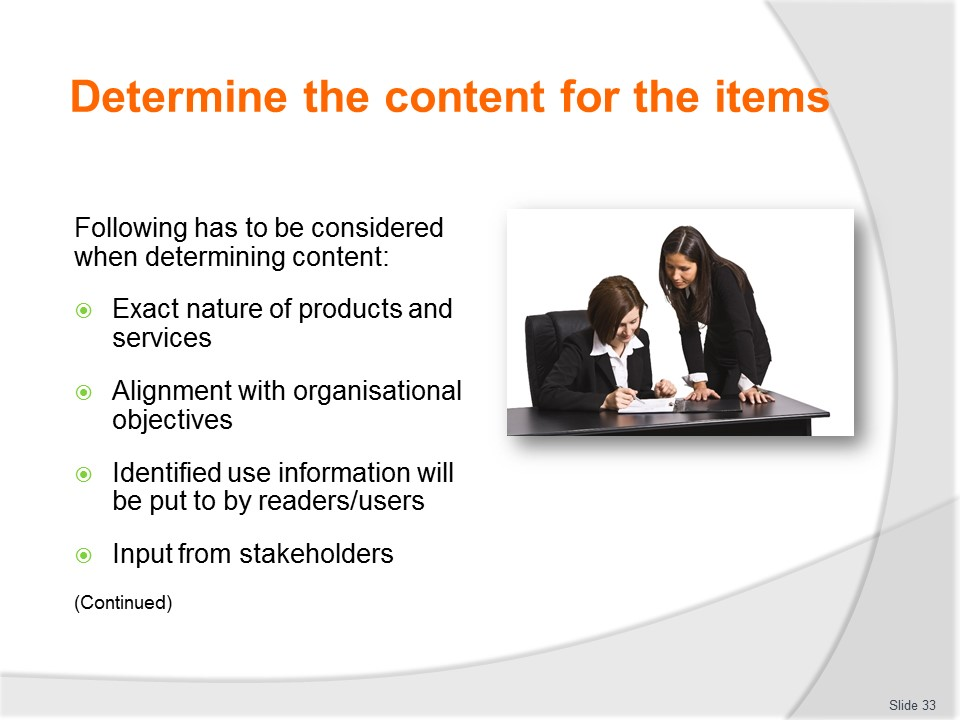 Determine the content for the items
Following has to be considered
when determining content:
Exact nature of products and
services
Alignment with organisational
objectives
Identified use information will
be put to by readers/users
Input from stakeholders
(Continued)
Slide 33